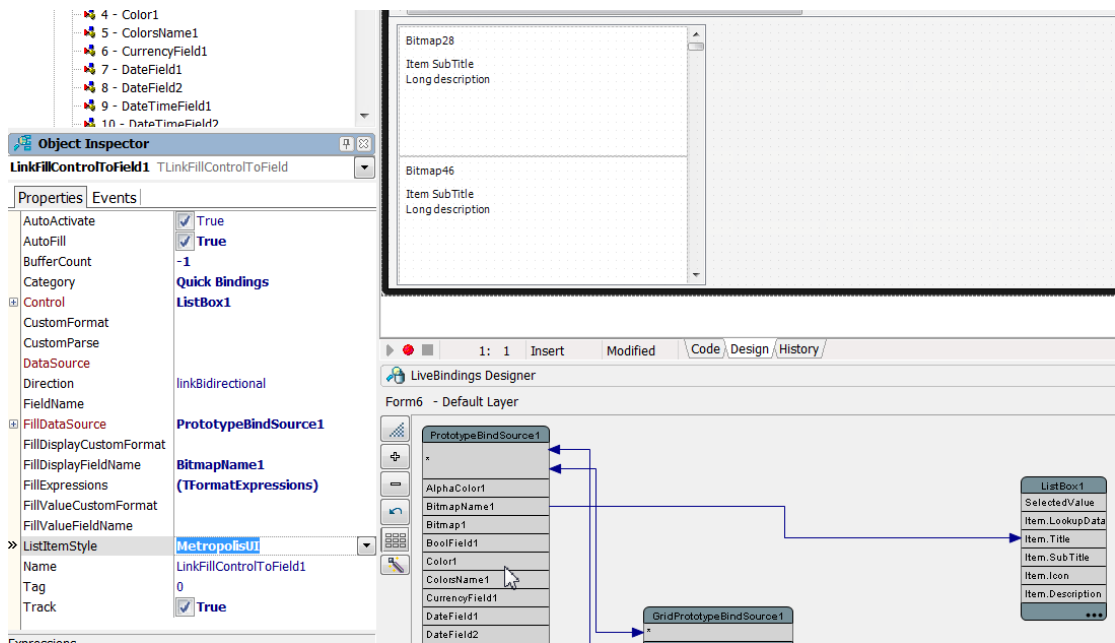 4 - Color1
5 - ColorsName1
6 - CurrencyField1
7 - DateField1
8 - DateField2
9 - DateTimeField1
10 - DateTimeField2
Object Inspector
LinkFillControlToField1 TLinkFillControlToField
Properties Events
AutoActivate True
AutoFill True
BufferCount -1
Category Quick Bindings
Control ListBox1
CustomFormat
CustomParse
DataSource
Direction linkBidirectional
FieldName
FillDataSource PrototypeBindSource1
FillDisplayCustomFormat
FillDisplayFieldName BitmapName1
FillExpressions (TFormatExpressions)
FillValueCustomFormat
FillValueFieldName
» ListItemStyle MetropolisUI
Name LinkFillControlToField1
Tag 0
Track True
Expressions
Bitmap28
Item SubTitle
Long description
Bitmap46
Item SubTitle
Long description
1: 1 Insert Modified Code Design History
LiveBindings Designer
Form6 - Default Layer
PrototypeBindSource1
*
AlphaColor1
BitmapName1
Bitmap1
BoolField1
Color1
ColorsName1
CurrencyField1
DateField1
DateField2
GridPrototypeBindSource1
*
ListBox1
SelectedValue
Item.LookupData
Item.Title
Item.SubTitle
Item.Icon
Item.Description